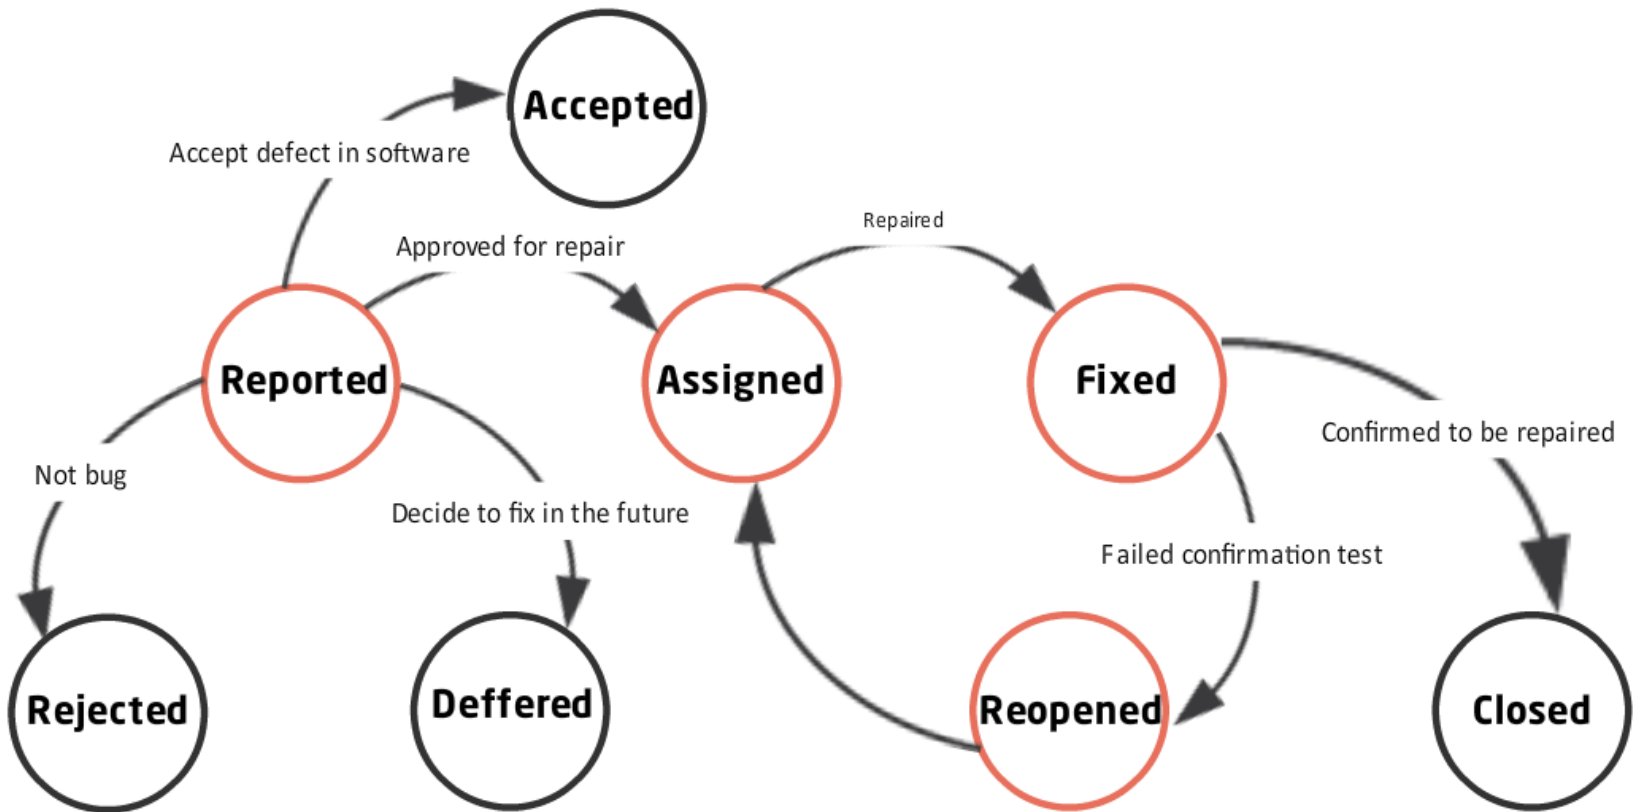 Accepted
Accept defect in software
Repaired
Approved for repair
Reported
Assigned
Fixed
Confirmed to be repaired
Not bug
Decide to fix in the future
Failed confirmation test
Rejected
Deffered
Reopened
Closed